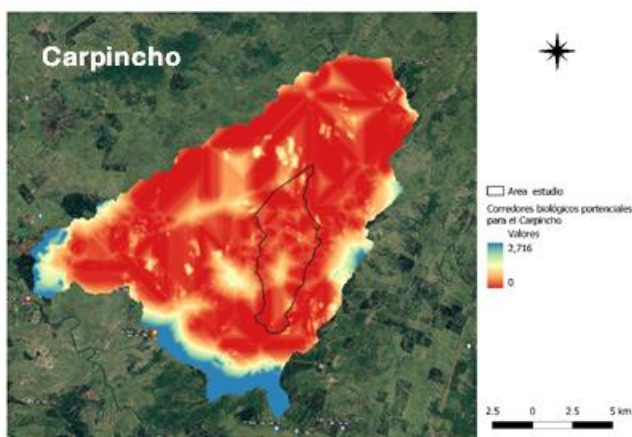 Carpincho
Area estudio
Corredores biológicos portenciales
para el Carpincho
Valores
2,716
0
2.5 0 2.5 5 km